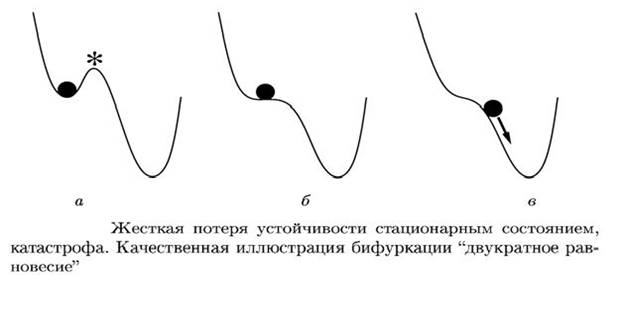 *
а б в
Жесткая потеря устойчивости стационарным состоянием,
катастрофа. Качественная иллюстрация бифуркации “двукратное рав-
новесие”